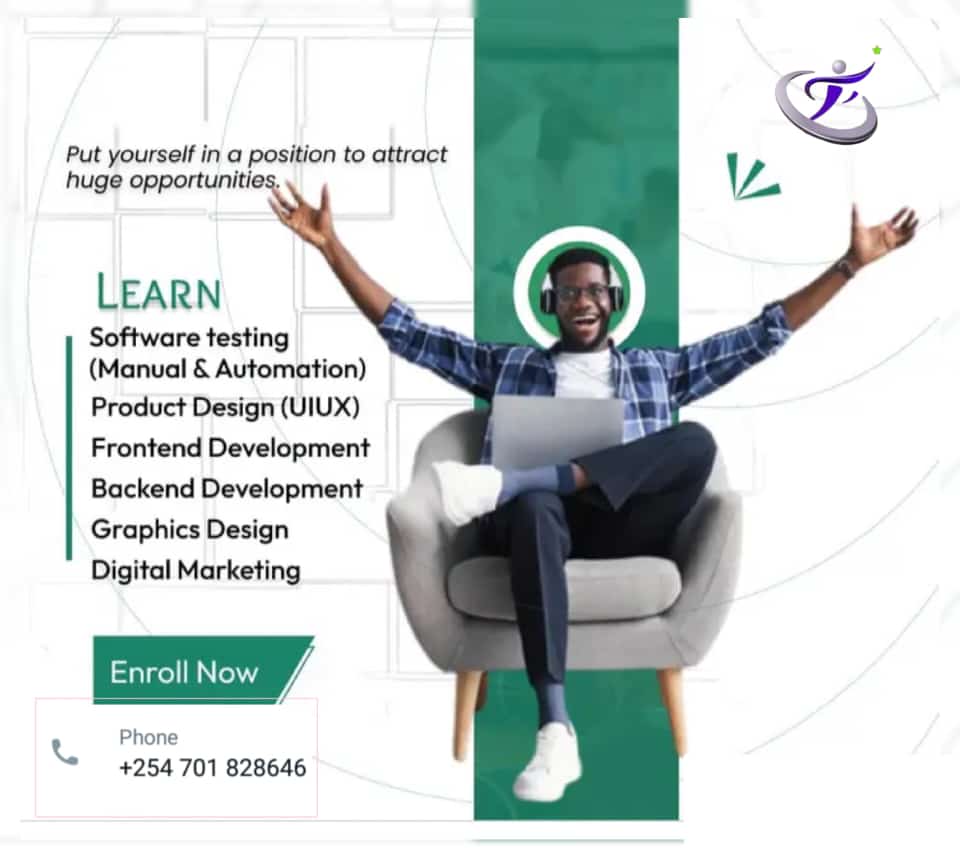 Put yourself in a position to attract
huge opportunities.
LEARN
Software testing
(Manual & Automation)
Product Design (UIUX)
Frontend Development
Backend Development
Graphics Design
Digital Marketing
Enroll Now
Phone
+254 701 828646